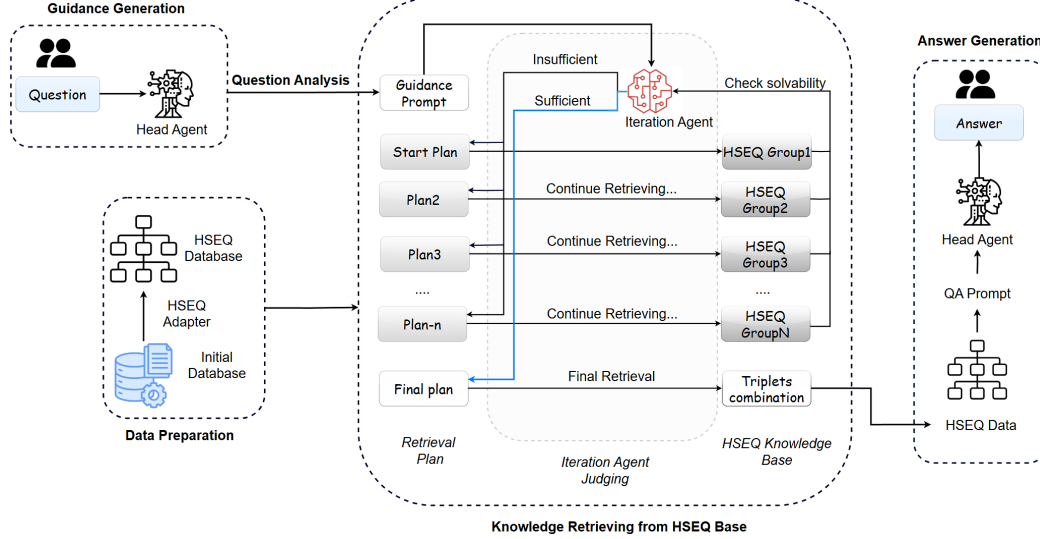 Guidance Generation
Question
Head Agent
Question Analysis
Data Preparation
HSEQ
Database
HSEQ
Adapter
Initial
Database
Guidance
Prompt
Insufficient
Sufficient
Iteration Agent
Check solvability
Start Plan
HSEQ Group1
Plan2
Continue Retrieving...
HSEQ
Group2
Plan3
Continue Retrieving...
HSEQ
Group3
....
....
Plan-n
Continue Retrieving...
HSEQ
GroupN
Final plan
Final Retrieval
Triplets
combination
Retrieval
Plan
Iteration Agent
Judging
HSEQ Knowledge
Base
Knowledge Retrieving from HSEQ Base
Answer Generation
Answer
Head Agent
QA Prompt
HSEQ Data